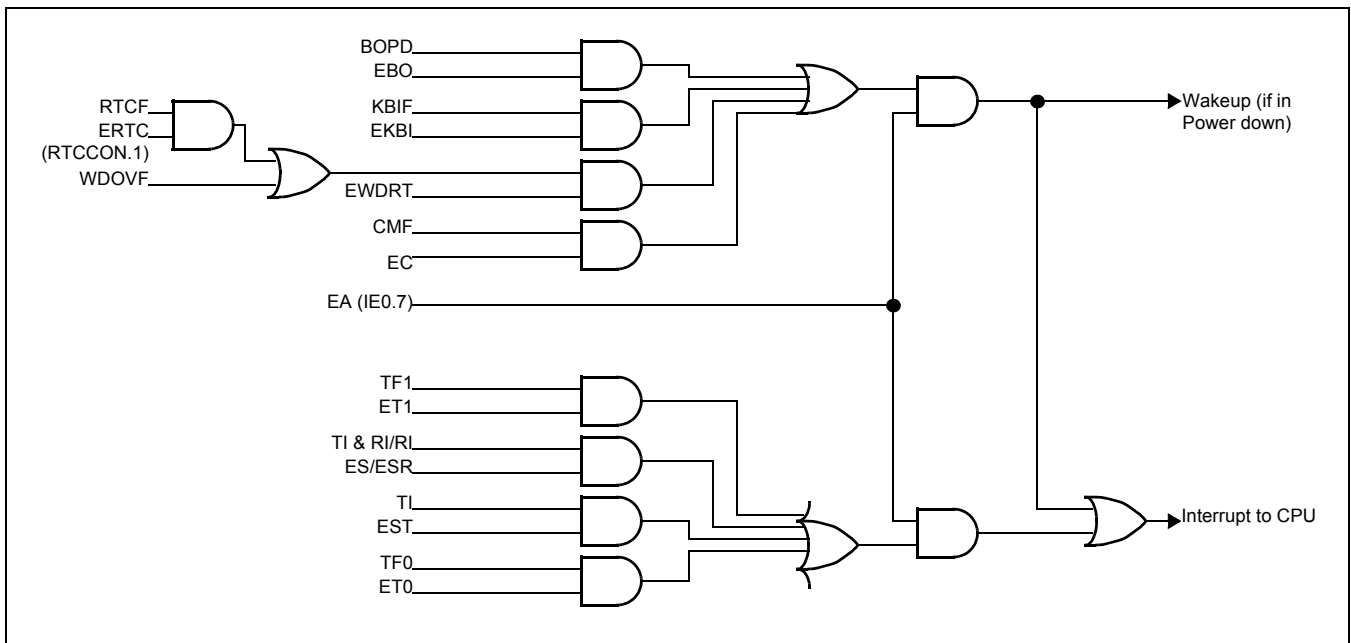 BOPD
EBO
RTCF
ERTC
(RTCCON.1)
WDOVF
KBIF
EKBI
EWDRT
CMF
EC
EA (IE0.7)
TF1
ET1
TI & RI/RI
ES/ESR
TI
EST
TF0
ET0
Wakeup (if in
Power down)
Interrupt to CPU